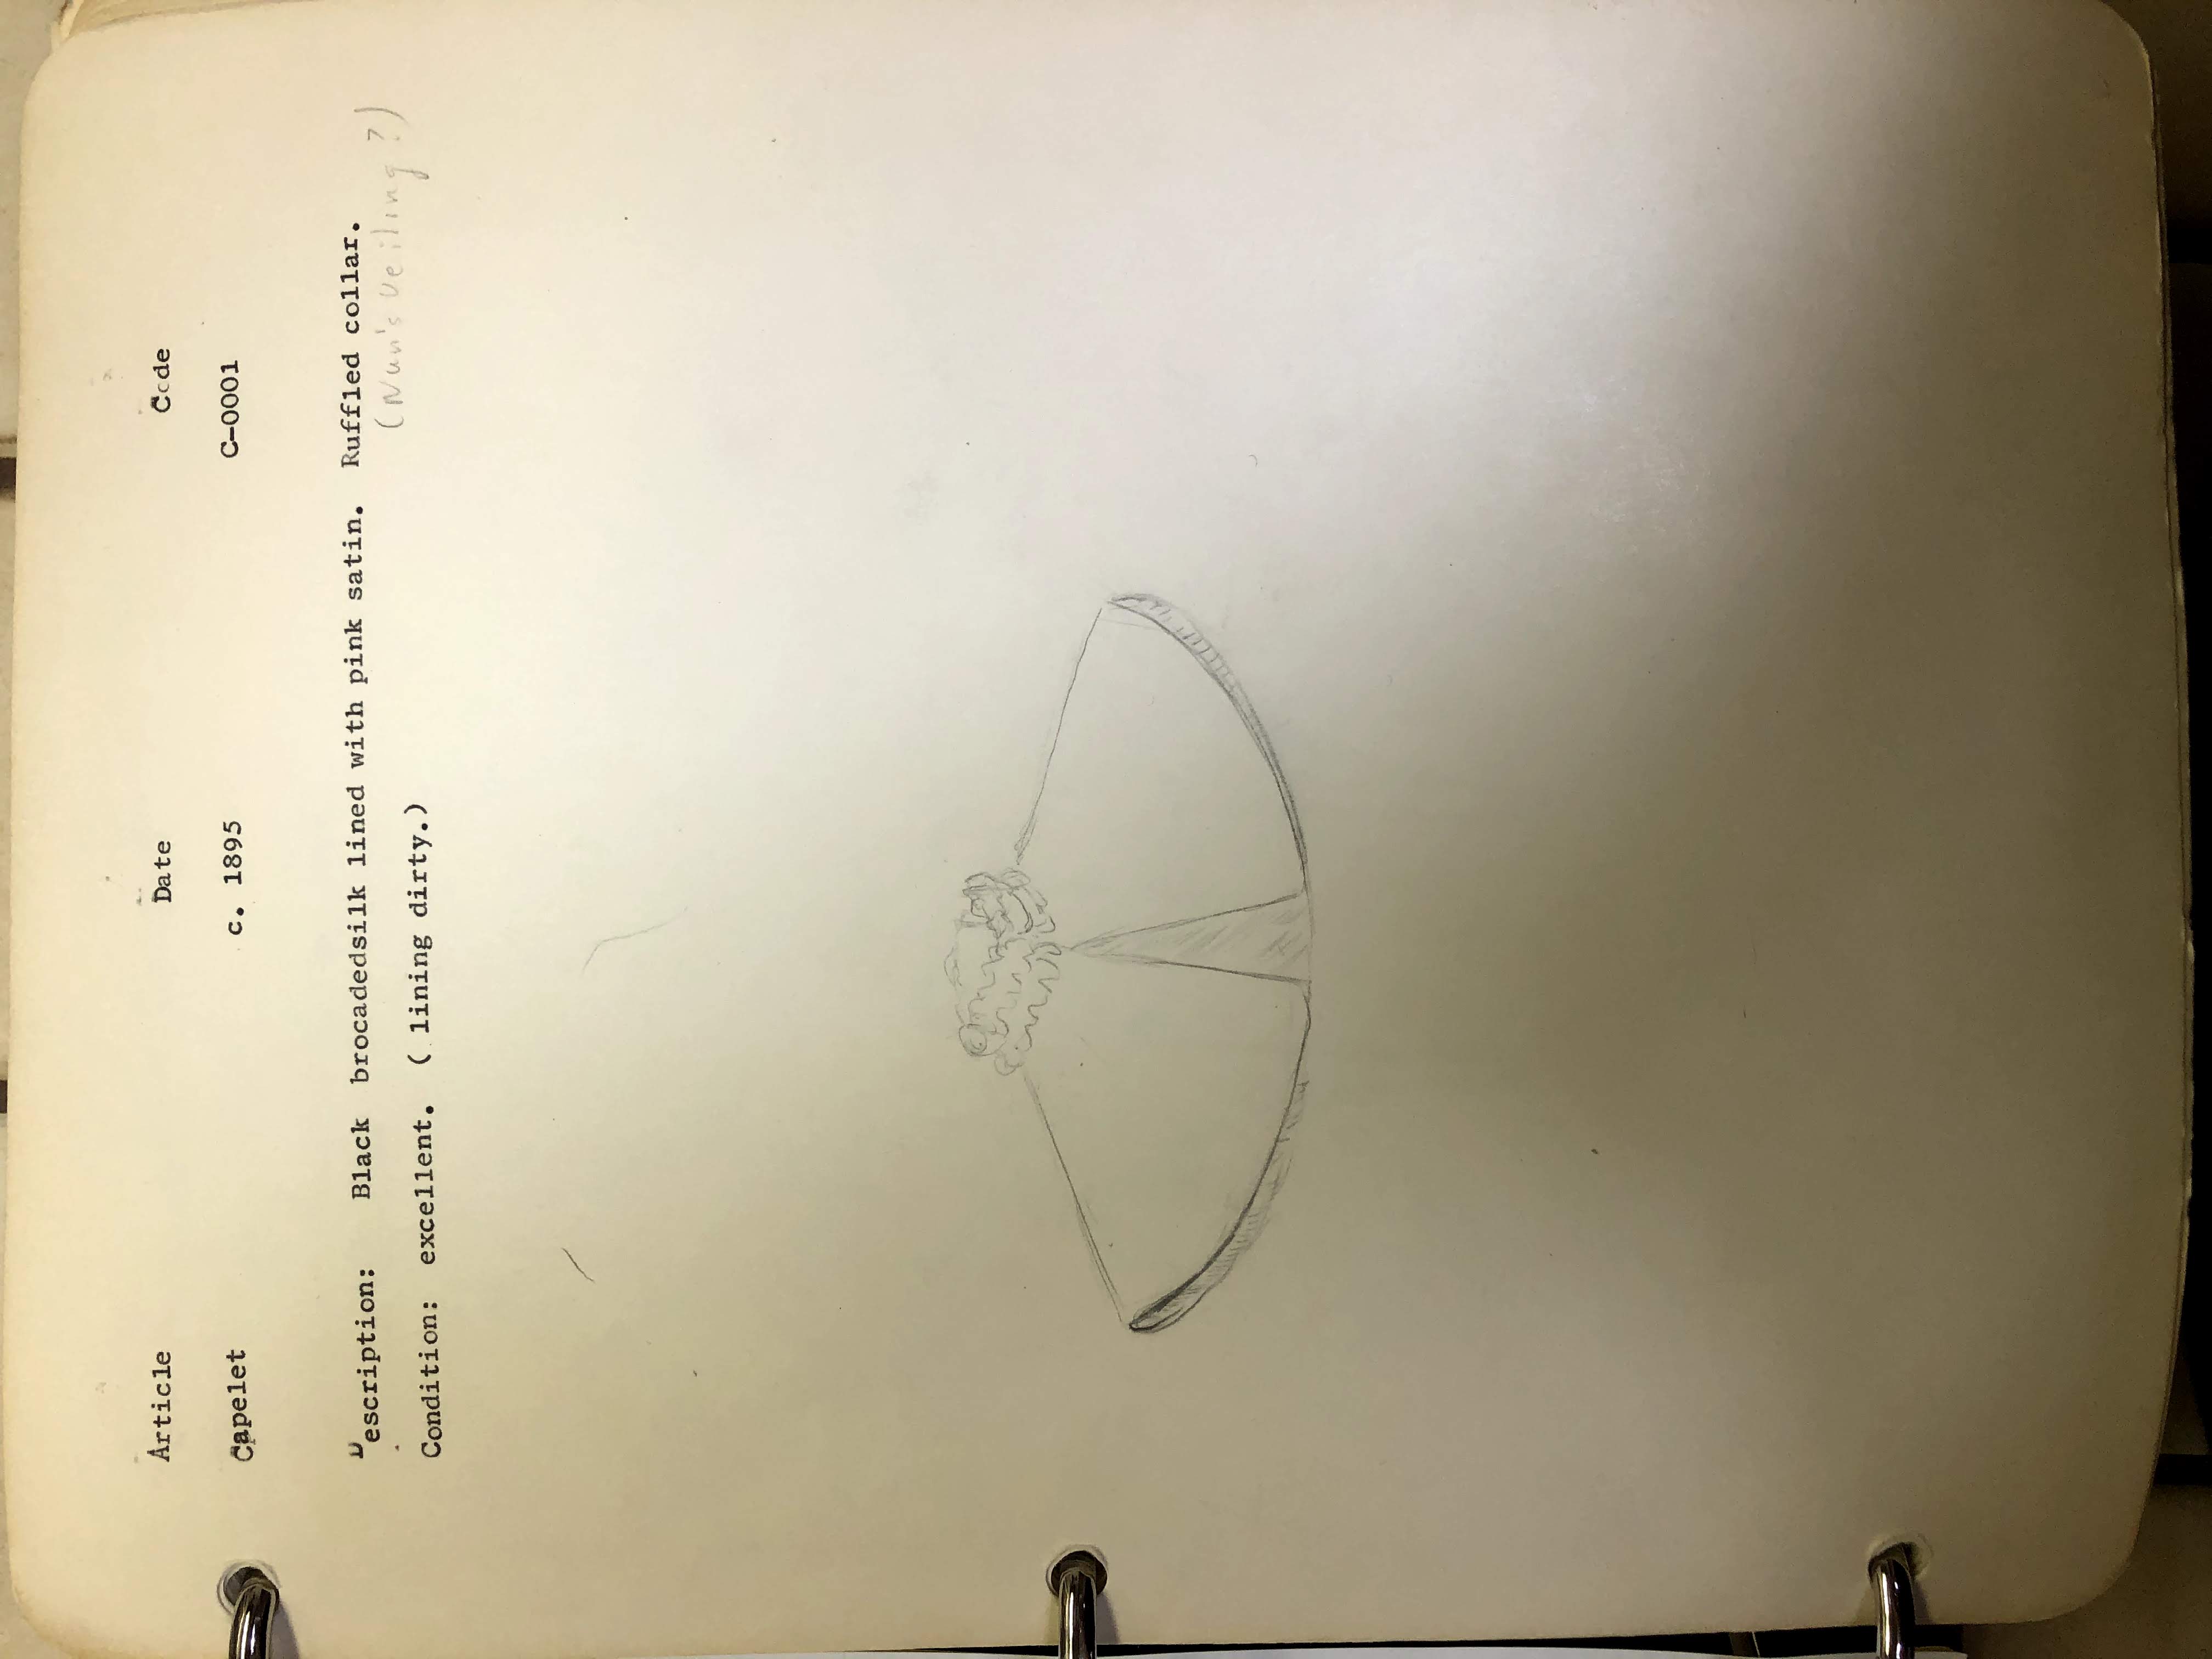 Article Date Code
Capelet c. 1895 C-0001
Description: Black brocadedsilk lined with pink satin. Ruffled collar.
(Nun's Veiling?)
Condition: excellent. ( lining dirty.)